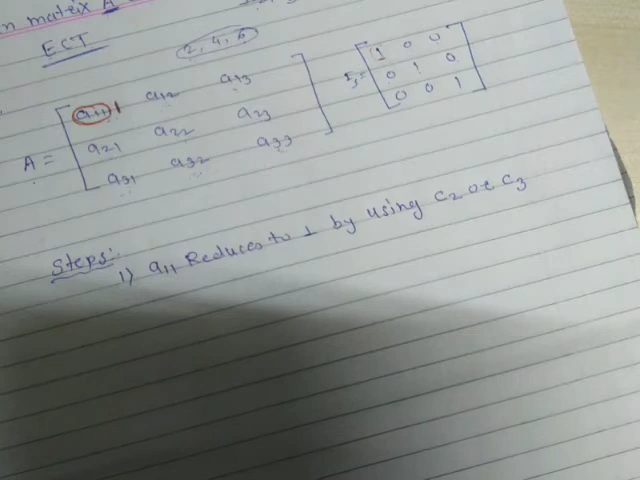 n matrix A
ECT
2, 4, 6
A = [ a11 1 a12 a13
a21 a22 a23
a31 a32 a33 ]
I3 = [ 1 0 0
0 1 0
0 0 1 ]
Steps:
1) a11 Reduces to 1 by using C2 or C3